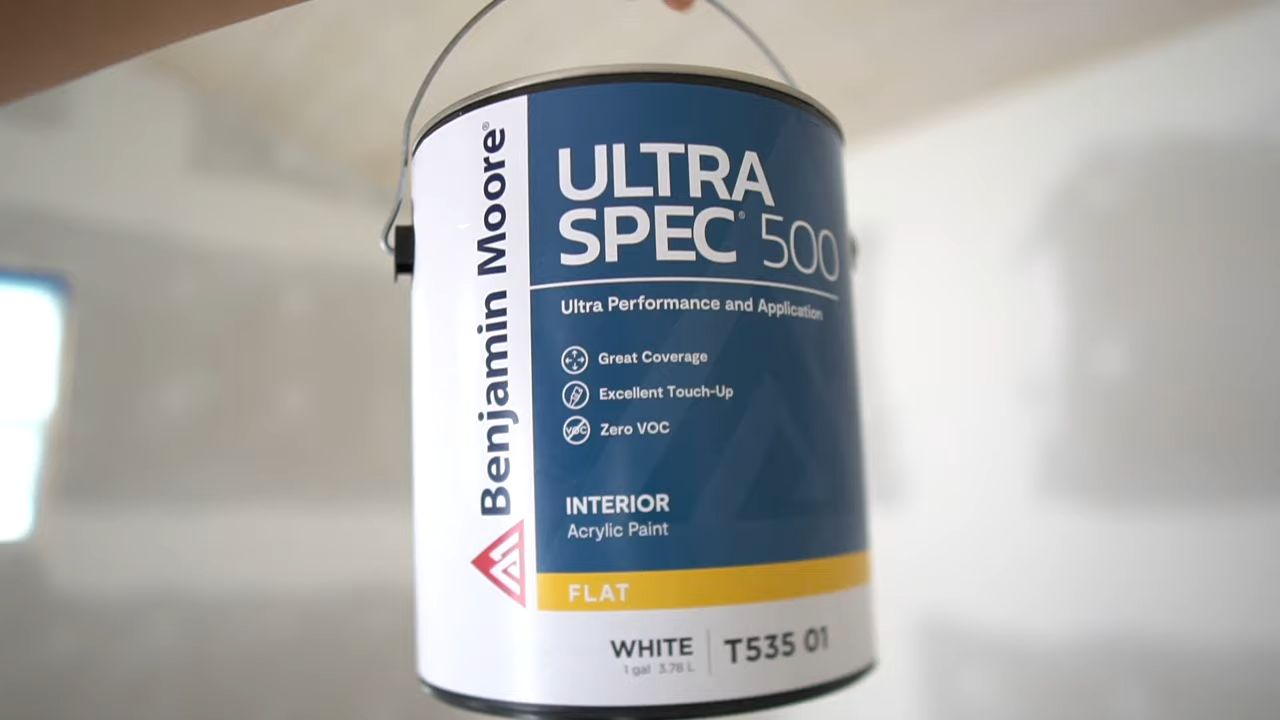 Benjamin Moore®
ULTRA
SPEC® 500
Ultra Performance and Application
Great Coverage
Excellent Touch-Up
VOC
Zero VOC
INTERIOR
Acrylic Paint
FLAT
WHITE
1 gal 3.78 L
T535 01